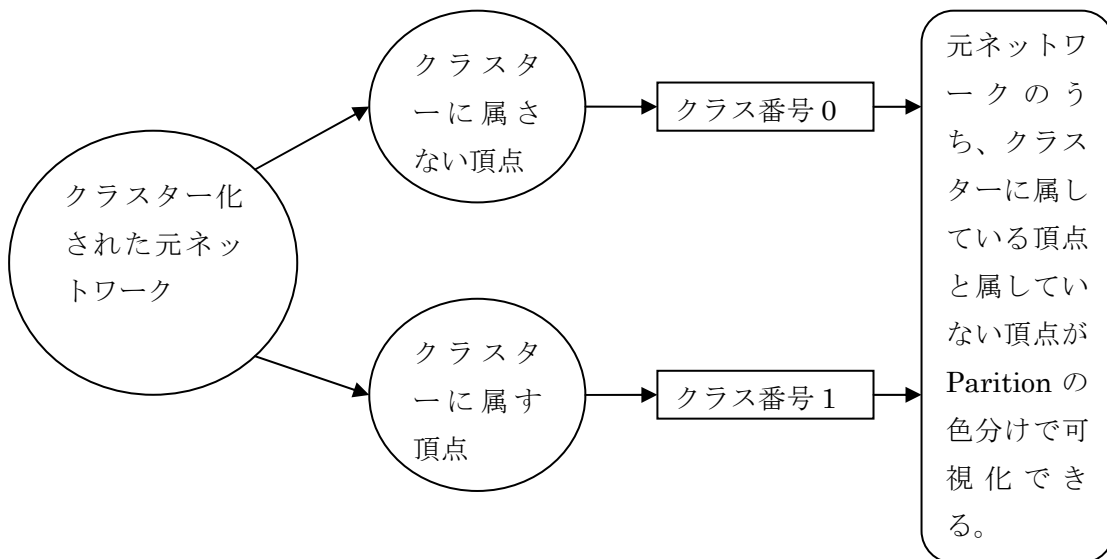 クラスター化
された元ネッ
トワーク
クラスタ
ーに属さ
ない頂点
クラス番号0
クラスタ
ーに属す
頂点
クラス番号1
元ネットワ
ークのう
ち、クラス
ターに属し
ている頂点
と属してい
ない頂点が
Parition の
色分けで可
視化でき
る。